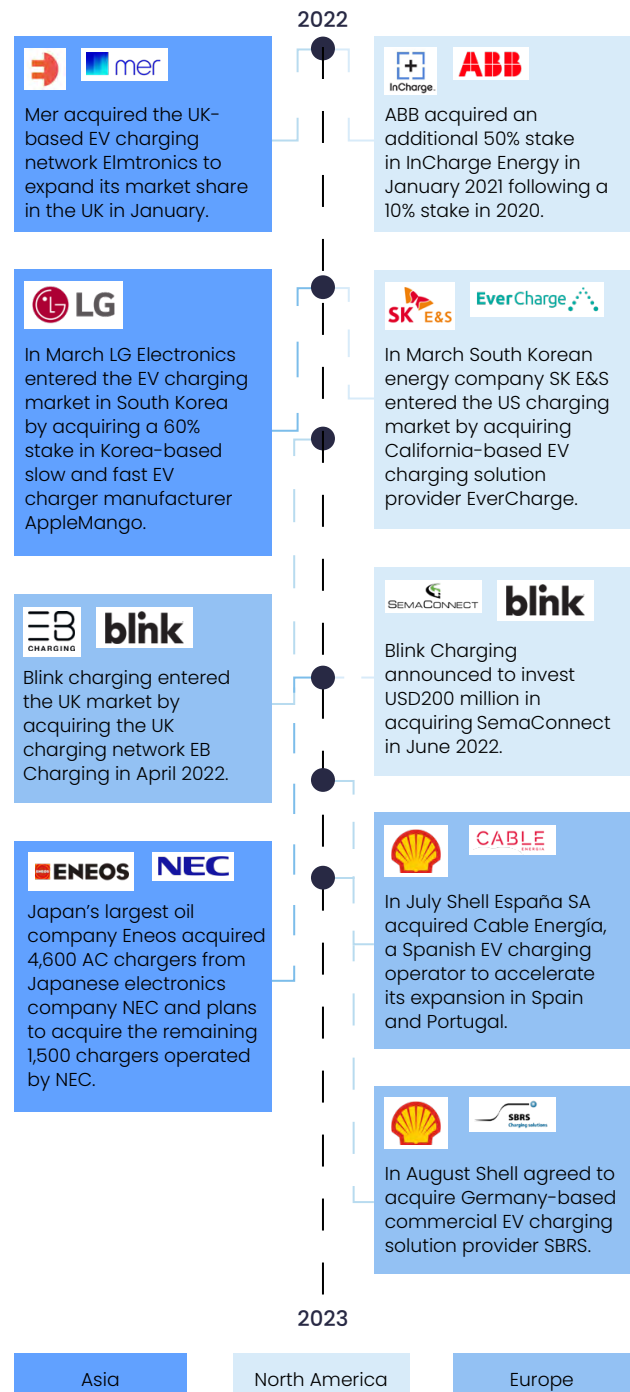 2022
mer
Mer acquired the UK-
based EV charging
network Elmtronics to
expand its market share
in the UK in January.
InCharge.
ABB
ABB acquired an
additional 50% stake
in InCharge Energy in
January 2021 following a
10% stake in 2020.
LG
In March LG Electronics
entered the EV charging
market in South Korea
by acquiring a 60%
stake in Korea-based
slow and fast EV
charger manufacturer
AppleMango.
SK E&S
EverCharge
In March South Korean
energy company SK E&S
entered the US charging
market by acquiring
California-based EV
charging solution
provider EverCharge.
EB
CHARGING
blink
Blink charging entered
the UK market by
acquiring the UK
charging network EB
Charging in April 2022.
SEMACONNECT
blink
Blink Charging
announced to invest
USD200 million in
acquiring SemaConnect
in June 2022.
ENEOS
NEC
Japan’s largest oil
company Eneos acquired
4,600 AC chargers from
Japanese electronics
company NEC and plans
to acquire the remaining
1,500 chargers operated
by NEC.
CABLE
ENERGÍA
In July Shell España SA
acquired Cable Energía,
a Spanish EV charging
operator to accelerate
its expansion in Spain
and Portugal.
SBRS
Charging solutions
In August Shell agreed to
acquire Germany-based
commercial EV charging
solution provider SBRS.
2023
Asia
North America
Europe